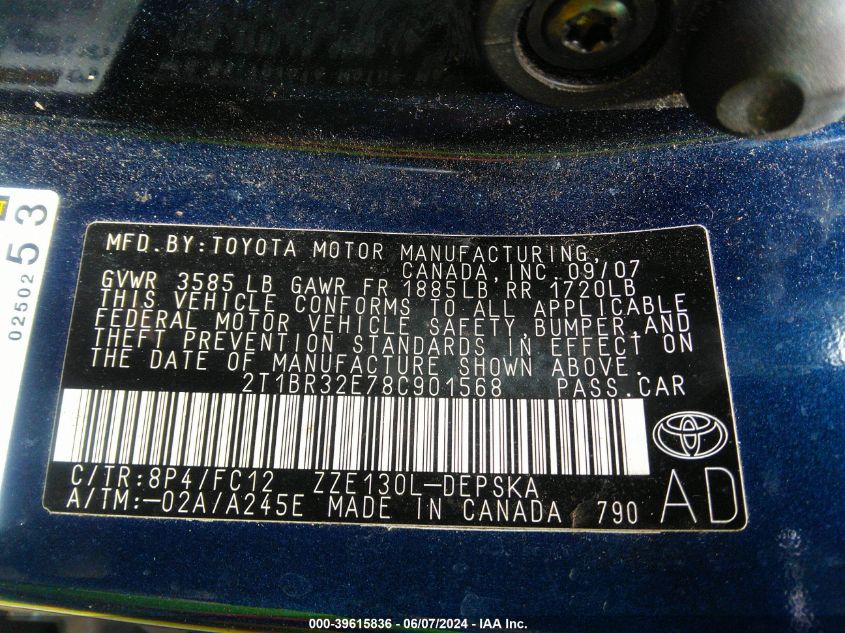 MFD.BY:TOYOTA MOTOR MANUFACTURING,
CANADA, INC. 09/07
GVWR 3585 LB GAWR FR 1885LB RR 1720LB
THIS VEHICLE CONFORMS TO ALL APPLICABLE
FEDERAL MOTOR VEHICLE SAFETY, BUMPER, AND
THEFT PREVENTION STANDARDS IN EFFECT ON
THE DATE OF MANUFACTURE SHOWN ABOVE.
2T1BR32E78C901568 PASS.CAR
C/TR:8P4/FC12 ZZE130L-DEPSKA
A/TM:-02A/A245E MADE IN CANADA 790
AD
02502 53
000-39615836 - 06/07/2024 - IAA Inc.